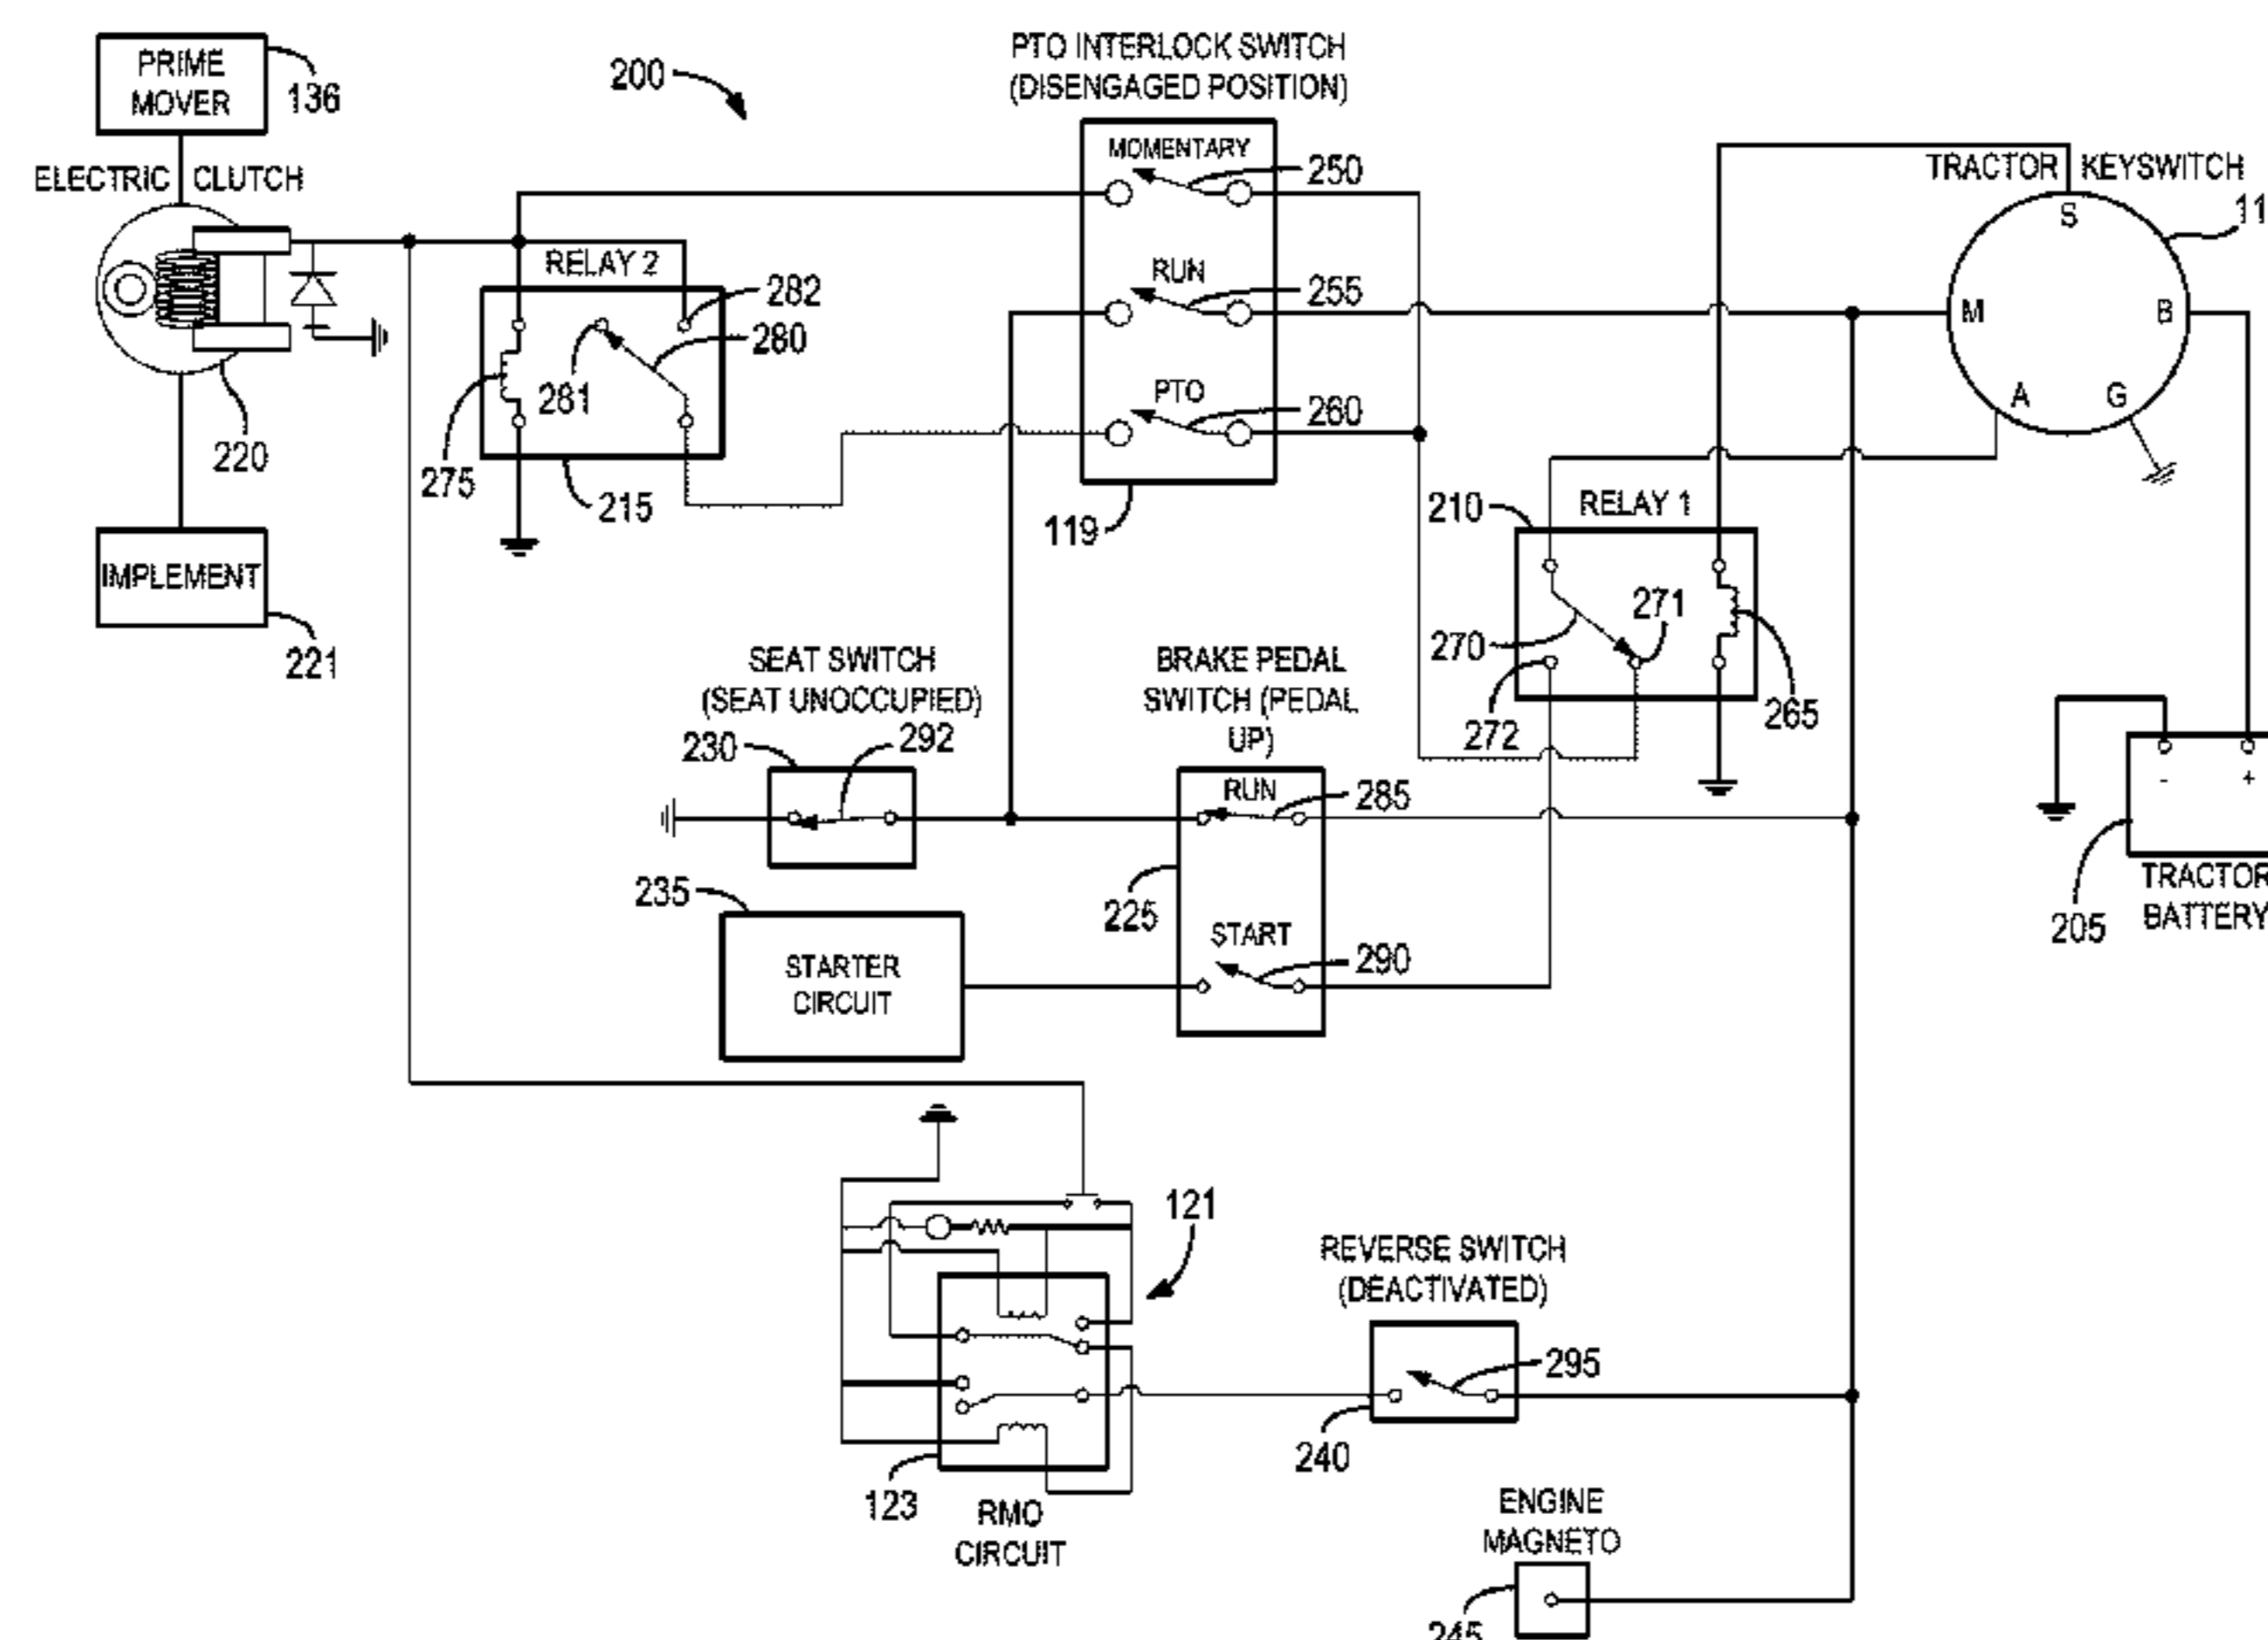 PRIME
MOVER
136
200
PTO INTERLOCK SWITCH
(DISENGAGED POSITION)
ELECTRIC CLUTCH
MOMENTARY
250
TRACTOR KEYSWITCH
S
11
RELAY 2
282
RUN
255
M
B
280
281
PTO
260
A
G
220
275
215
119
210
RELAY 1
IMPLEMENT
221
271
270
SEAT SWITCH
(SEAT UNOCCUPIED)
BRAKE PEDAL
SWITCH (PEDAL
UP)
230
292
272
265
RUN
285
-
+
225
235
STARTER
CIRCUIT
START
290
205
TRACTOR
BATTERY
121
REVERSE SWITCH
(DEACTIVATED)
295
240
123
RMO
CIRCUIT
ENGINE
MAGNETO
245